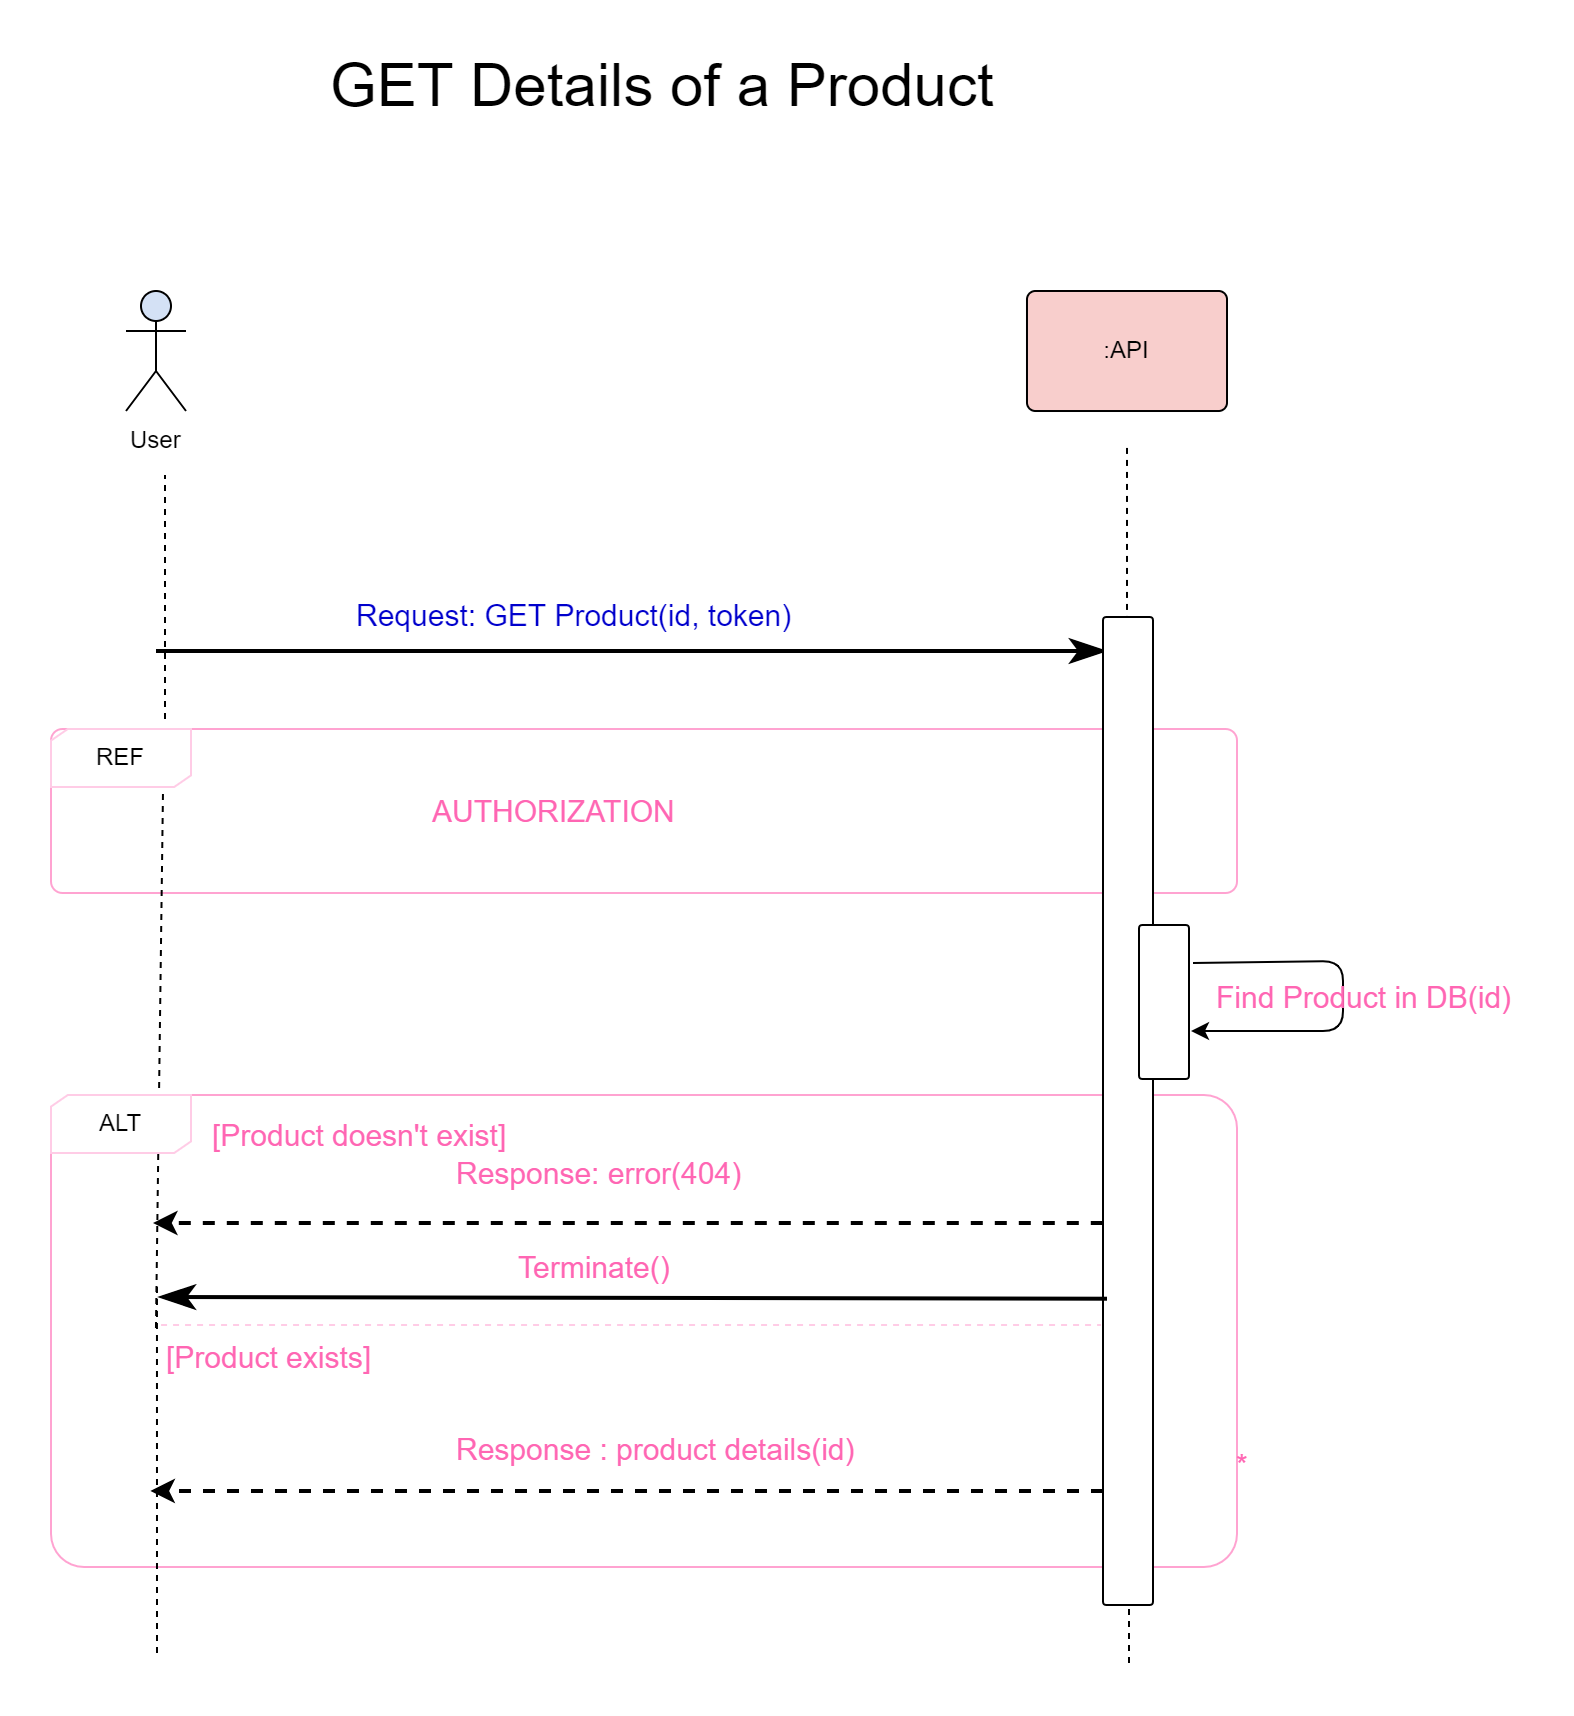 GET Details of a Product
:API
User
Request: GET Product(id, token)
REF
AUTHORIZATION
Find Product in DB(id)
ALT
[Product doesn't exist]
Response: error(404)
Terminate()
[Product exists]
Response : product details(id)
*